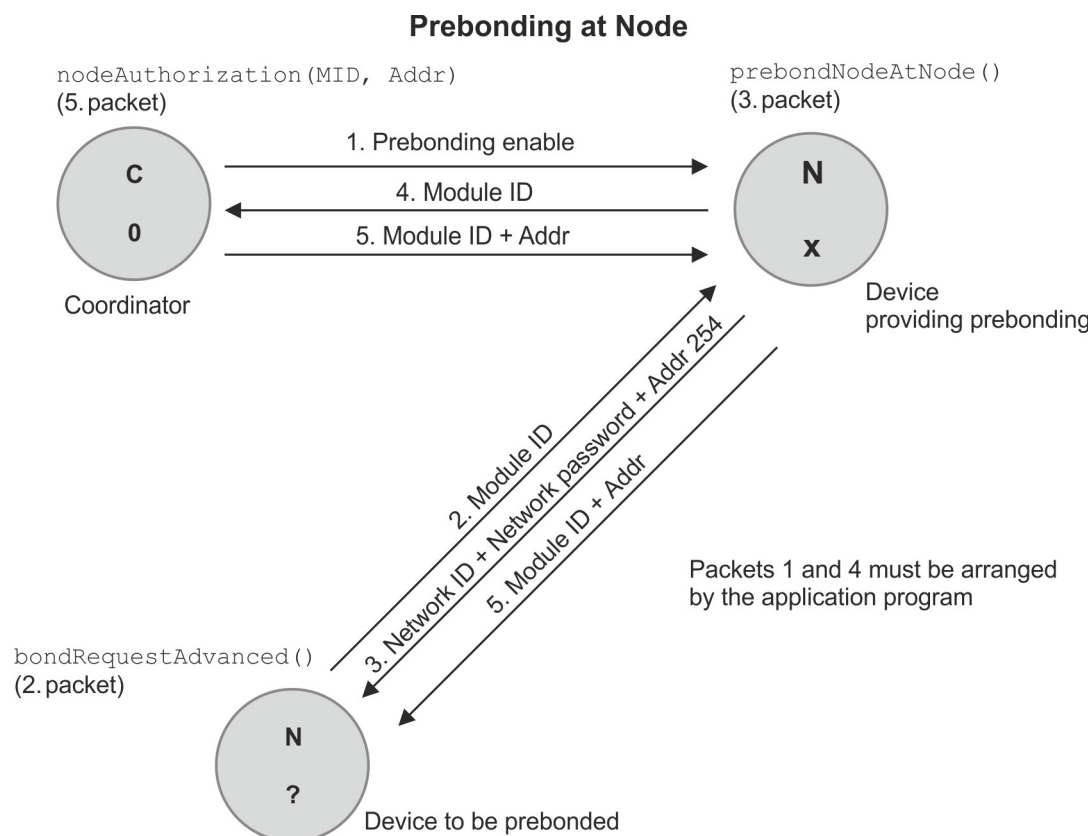 Prebonding at Node
nodeAuthorization(MID, Addr)
(5. packet)
prebondNodeAtNode()
(3. packet)
1. Prebonding enable
C
0
N
x
4. Module ID
5. Module ID + Addr
Coordinator
Device
providing prebonding
2. Module ID
3. Network ID + Network password + Addr 254
5. Module ID + Addr
Packets 1 and 4 must be arranged
by the application program
bondRequestAdvanced()
(2. packet)
N
?
Device to be prebonded